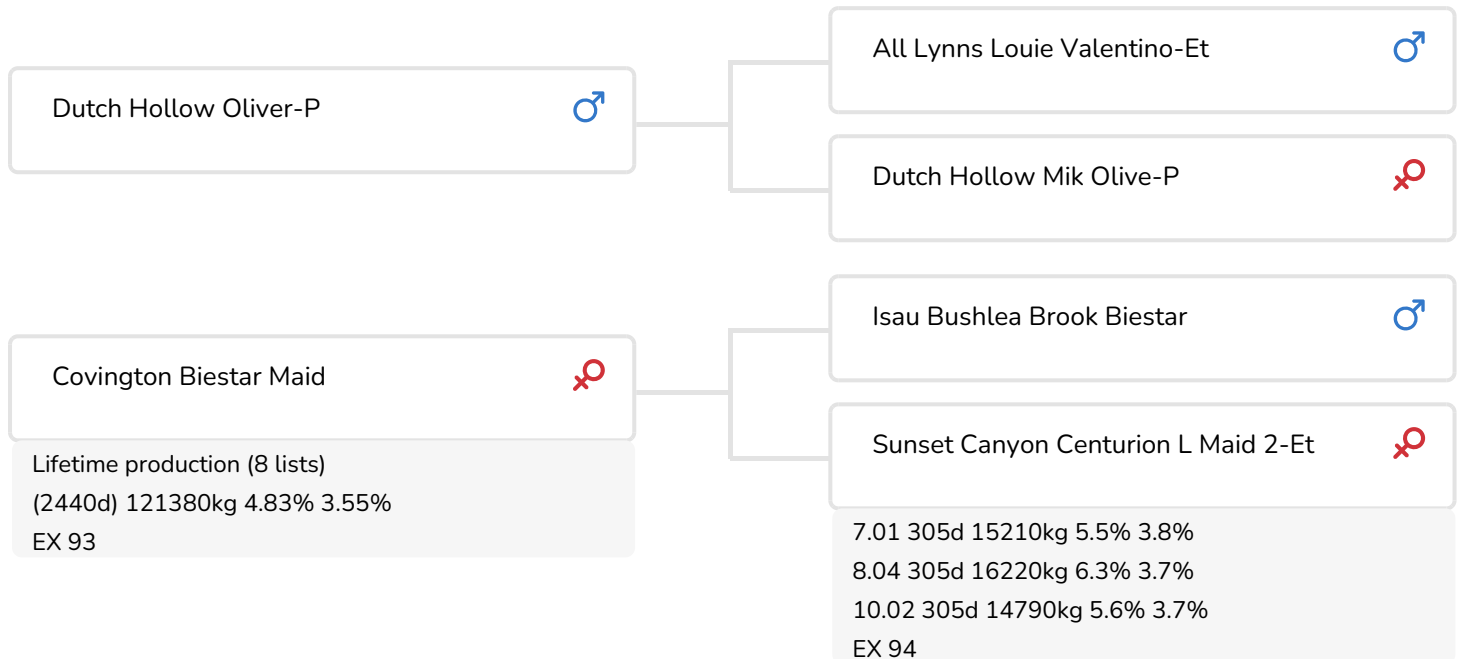 All Lynns Louie Valentino-Et
Dutch Hollow Oliver-P
Dutch Hollow Mik Olive-P
Isau Bushlea Brook Biestar
Covington Biestar Maid
Lifetime production (8 lists)
(2440d) 121380kg 4.83% 3.55%
EX 93
Sunset Canyon Centurion L Maid 2-Et
7.01 305d 15210kg 5.5% 3.8%
8.04 305d 16220kg 6.3% 3.7%
10.02 305d 14790kg 5.6% 3.7%
EX 94